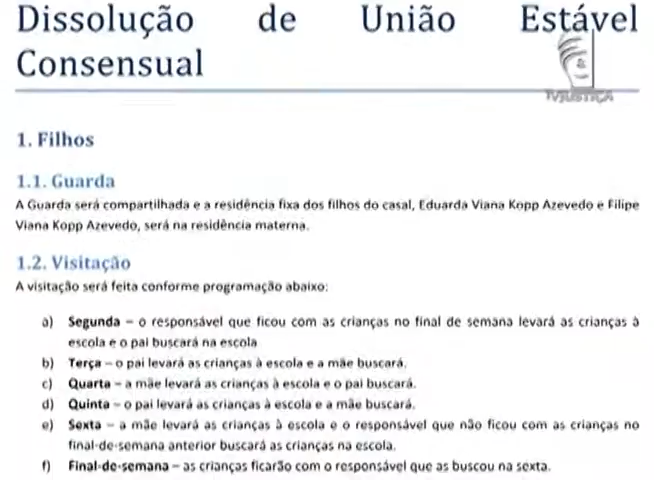 Dissolução de União Estável
Consensual
TVJUSTIÇA
1. Filhos
1.1. Guarda
A Guarda será compartilhada e a residência fixa dos filhos do casal, Eduarda Viana Kopp Azevedo e Filipe
Viana Kopp Azevedo, será na residência materna.
1.2. Visitação
A visitação será feita conforme programação abaixo:
a) Segunda – o responsável que ficou com as crianças no final de semana levará as crianças à
escola e o pai buscará na escola
b) Terça – o pai levará as crianças à escola e a mãe buscará.
c) Quarta – a mãe levará as crianças à escola e o pai buscará.
d) Quinta – o pai levará as crianças à escola e a mãe buscará.
e) Sexta – a mãe levará as crianças à escola e o responsável que não ficou com as crianças no
final-de-semana anterior buscará as crianças na escola.
f) Final-de-semana – as crianças ficarão com o responsável que as buscou na sexta.